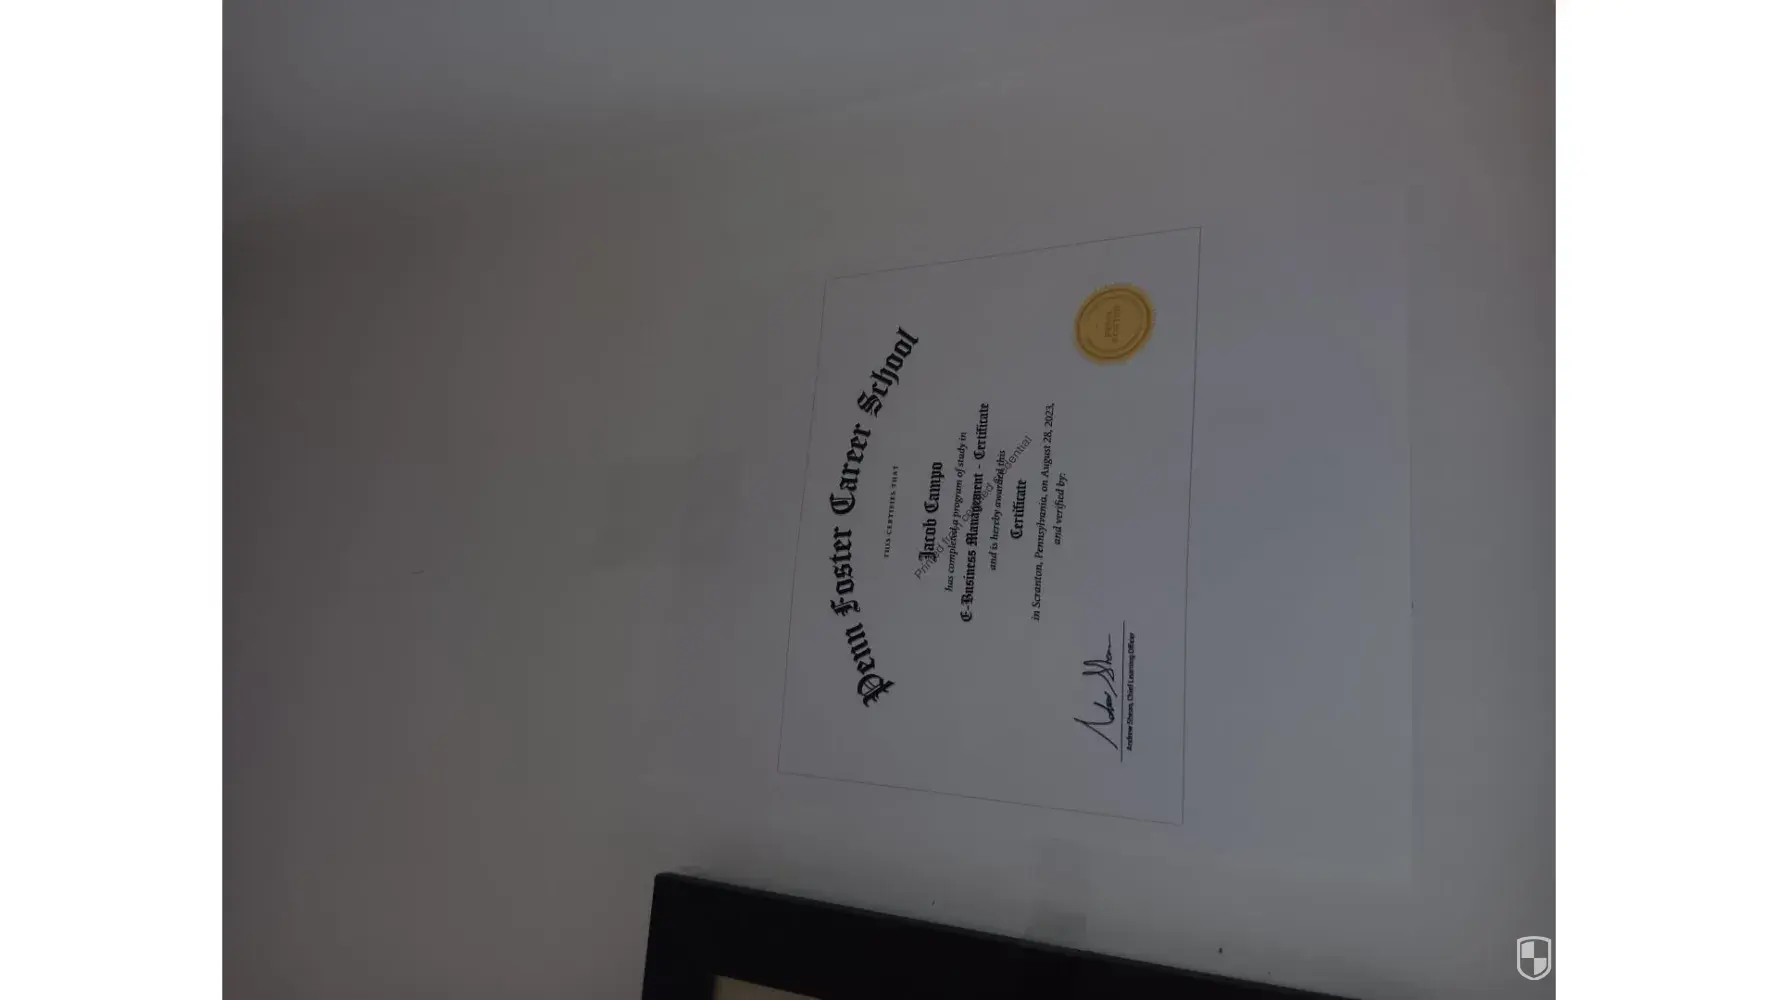 Penn Foster Career School
THIS CERTIFIES THAT
Jacob Campo
has completed a program of study in
E-Business Management - Certificate
and is hereby awarded this
Certificate
in Scranton, Pennsylvania, on August 28, 2023,
and verified by:
Andrew Shean, Chief Learning Officer
PENN
FOSTER